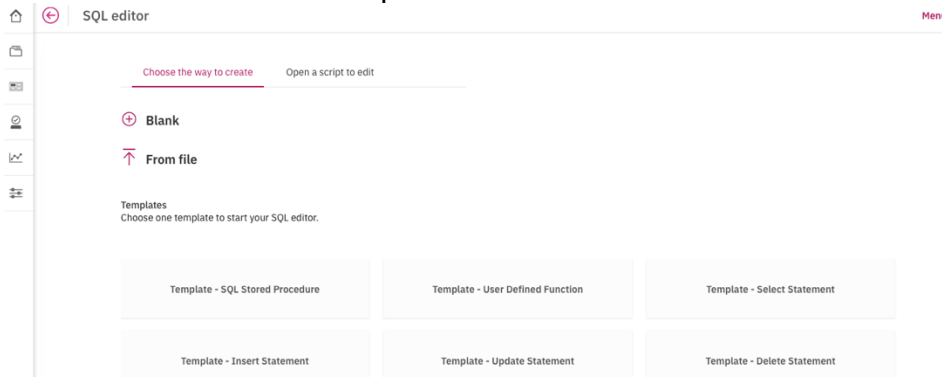 SQL editor
Menu
Choose the way to create
Open a script to edit
Blank
From file
Templates
Choose one template to start your SQL editor.
Template - SQL Stored Procedure
Template - User Defined Function
Template - Select Statement
Template - Insert Statement
Template - Update Statement
Template - Delete Statement